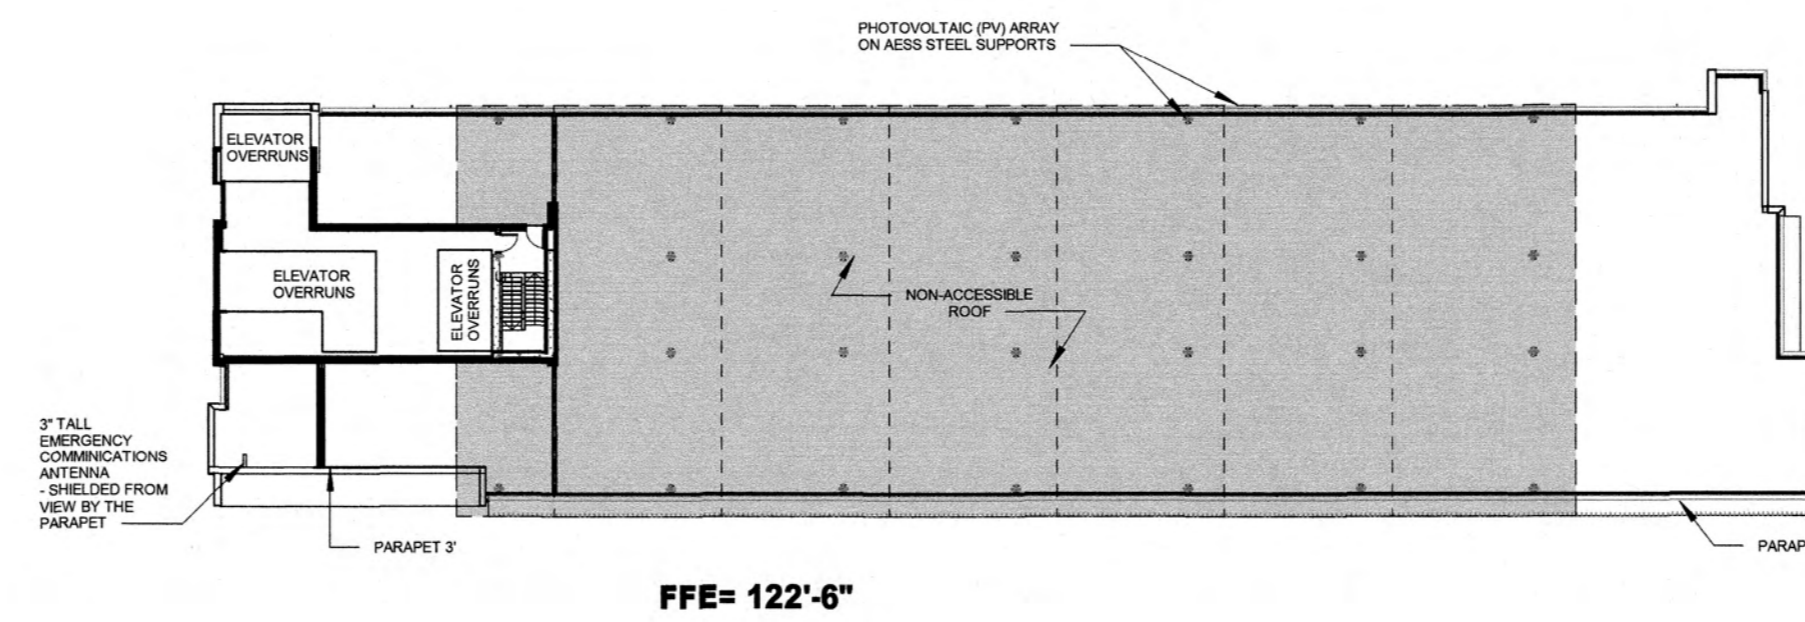 PHOTOVOLTAIC (PV) ARRAY
ON AESS STEEL SUPPORTS
ELEVATOR
OVERRUNS
ELEVATOR
OVERRUNS
ELEVATOR
OVERRUNS
NON-ACCESSIBLE
ROOF
3" TALL
EMERGENCY
COMMINICATIONS
ANTENNA
- SHIELDED FROM
VIEW BY THE
PARAPET
PARAPET 3'
PARAP
FFE= 122'-6"